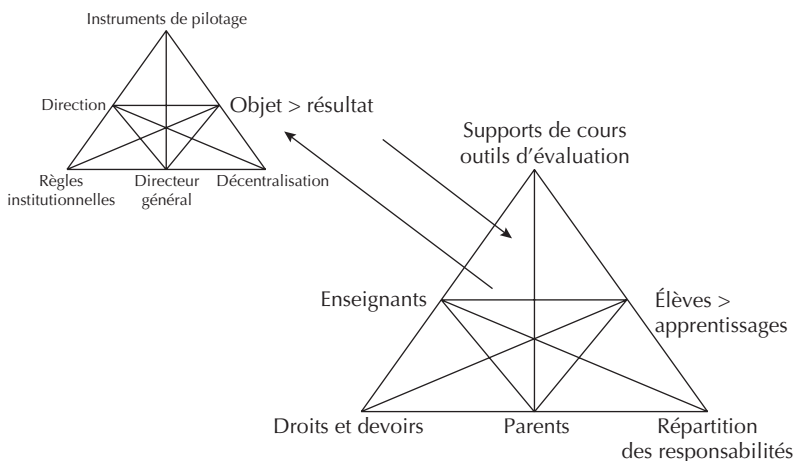 Instruments de pilotage
Direction
Objet > résultat
Règles
institutionnelles
Directeur
général
Décentralisation
Supports de cours
outils d'évaluation
Enseignants
Élèves >
apprentissages
Droits et devoirs
Parents
Répartition
des responsabilités